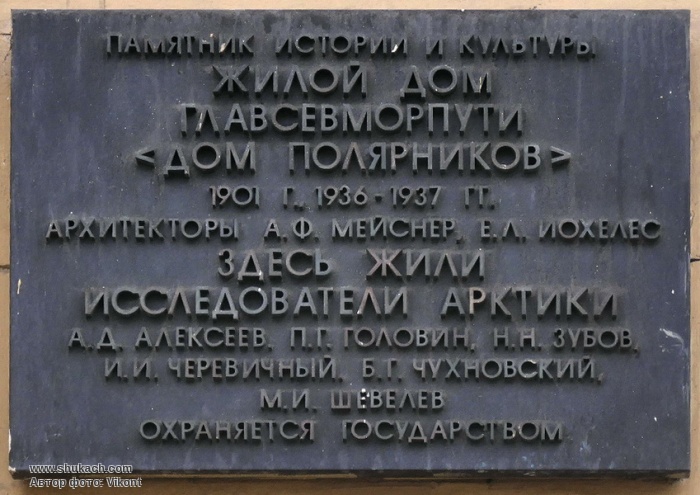 ПАМЯТНИК ИСТОРИИ И КУЛЬТУРЫ
ЖИЛОЙ ДОМ
ГЛАВСЕВМОРПУТИ
<ДОМ ПОЛЯРНИКОВ>
1901 Г., 1936-1937 ГГ.
АРХИТЕКТОРЫ А.Ф. МЕЙСНЕР, Е.Л. ИОХЕЛЕС
ЗДЕСЬ ЖИЛИ
ИССЛЕДОВАТЕЛИ АРКТИКИ
А.Д. АЛЕКСЕЕВ, П.Г. ГОЛОВИН, Н.Н. ЗУБОВ,
И.И. ЧЕРЕВИЧНЫЙ, Б.Г. ЧУХНОВСКИЙ,
М.И. ШЕВЕЛЕВ
ОХРАНЯЕТСЯ ГОСУДАРСТВОМ
www.shukach.com
Автор фото: Vikont